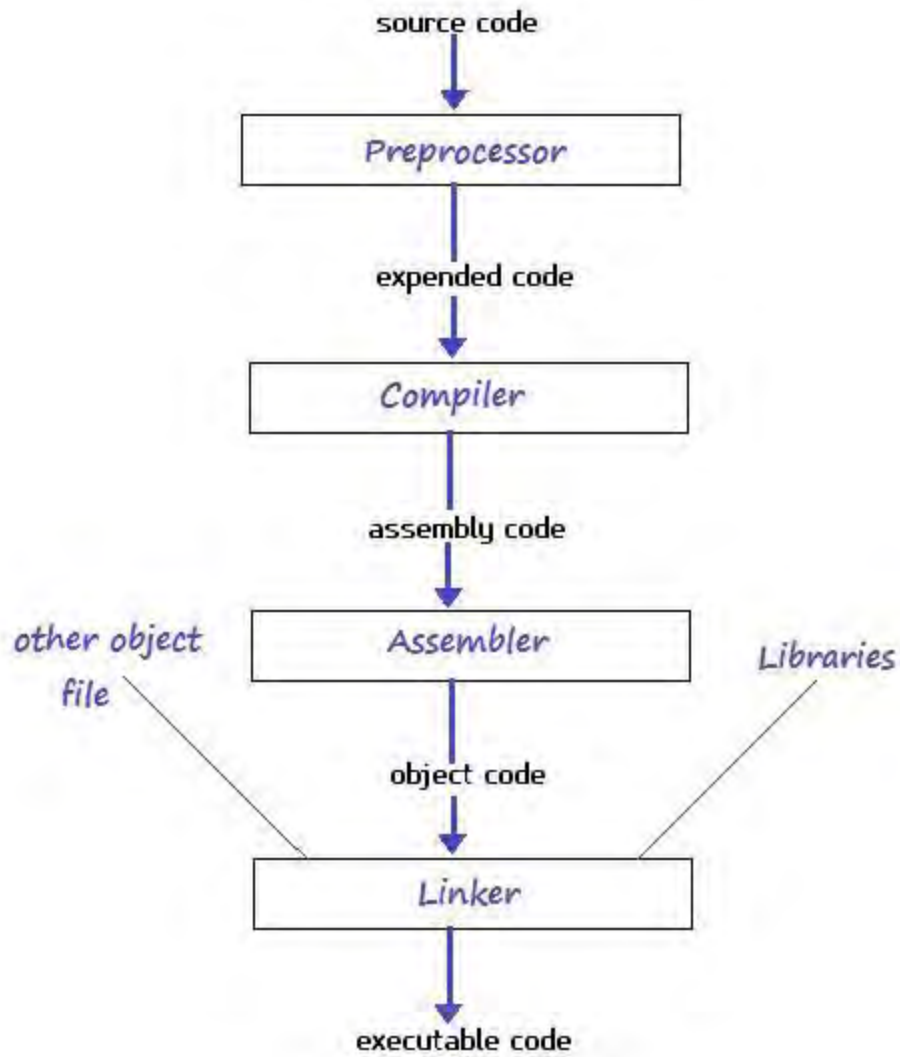 source code
Preprocessor
expended code
Compiler
assembly code
other object
file
Assembler
Libraries
object code
Linker
executable code